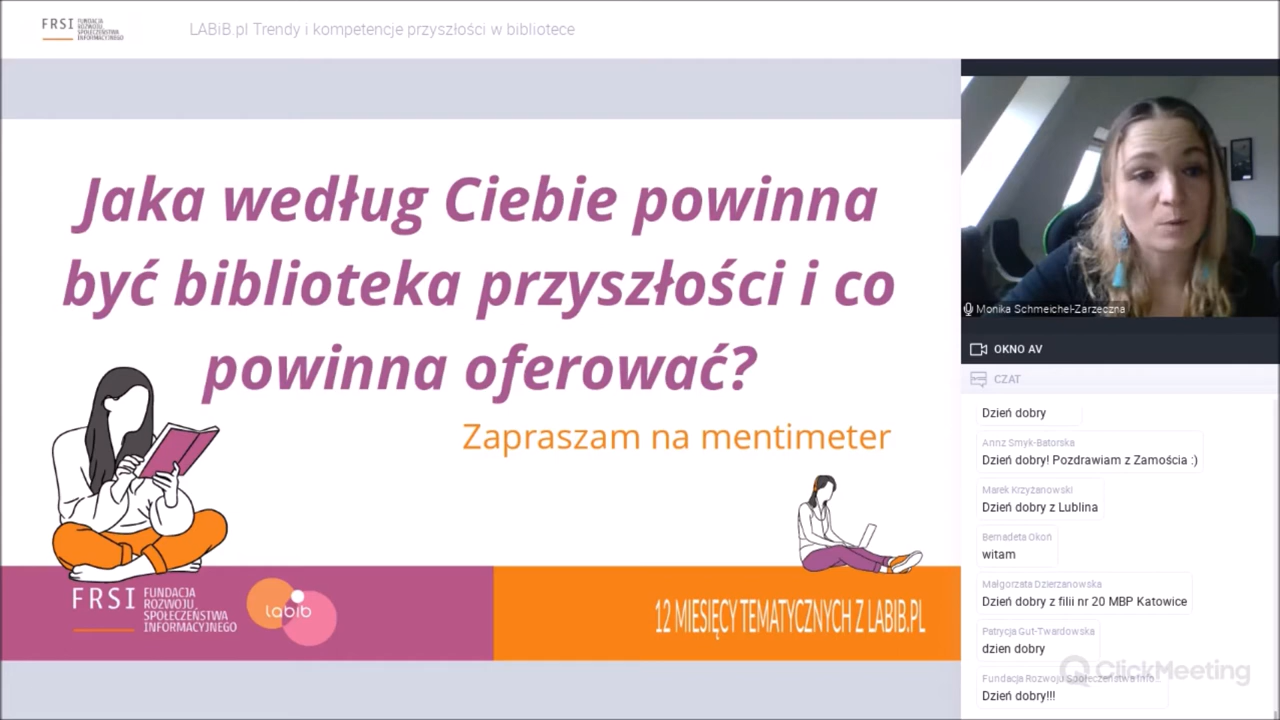 FRSI FUNDACJA
ROZWOJU
SPOŁECZEŃSTWA
INFORMACYJNEGO
LABiB.pl Trendy i kompetencje przyszłości w bibliotece
Jaka według Ciebie powinna
być biblioteka przyszłości i co
powinna oferować?
Zapraszam na mentimeter
FRSI FUNDACJA
ROZWOJU
SPOŁECZEŃSTWA
INFORMACYJNEGO
labib
12 MIESIĘCY TEMATYCZNYCH Z LABIB.PL
Monika Schmeichel-Zarzeczna
OKNO AV
CZAT
Dzień dobry
Annz Smyk-Batorska
Dzień dobry! Pozdrawiam z Zamościa :)
Marek Krzyżanowski
Dzień dobry z Lublina
Bernadeta Okoń
witam
Małgorzata Dzierzanowska
Dzień dobry z filii nr 20 MBP Katowice
Patrycja Gut-Twardowska
dzien dobry
Fundacja Rozwoju Społeczeństwa Info...
Dzień dobry!!!
ClickMeeting